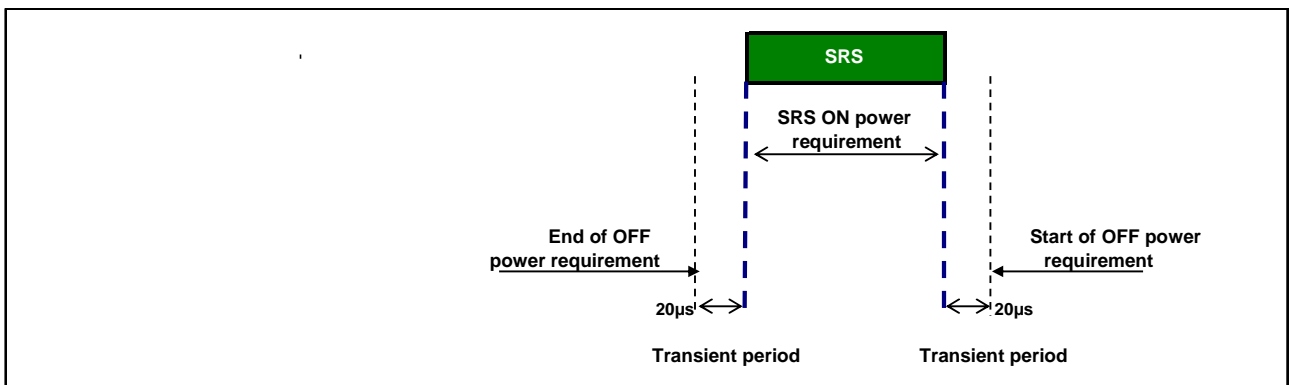 SRS
SRS ON power
requirement
End of OFF
power requirement
Start of OFF power
requirement
20µs
20µs
Transient period
Transient period